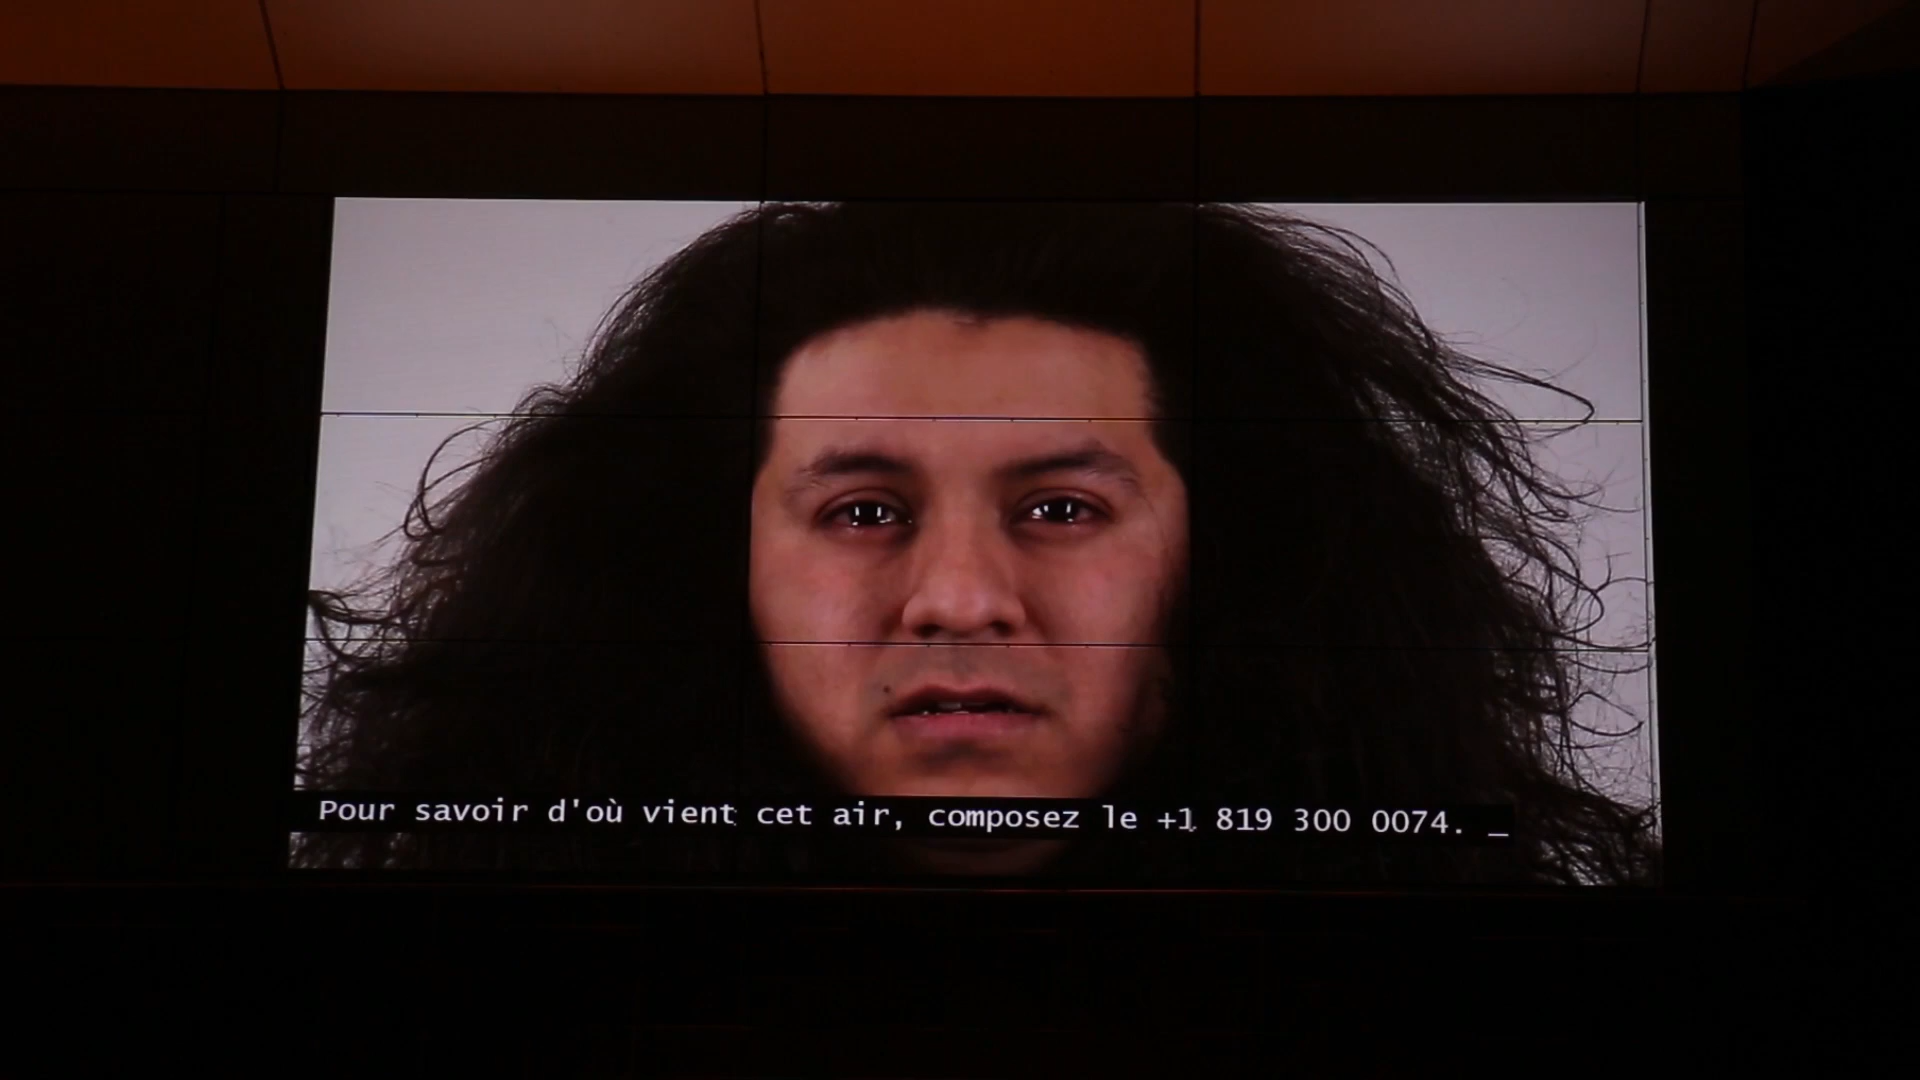 Pour savoir d'où vient cet air, composez le +1 819 300 0074. _